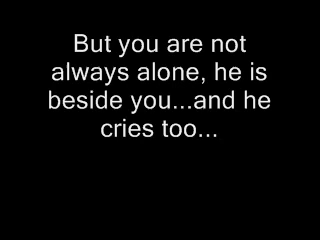 But you are not
always alone, he is
beside you...and he
cries too...